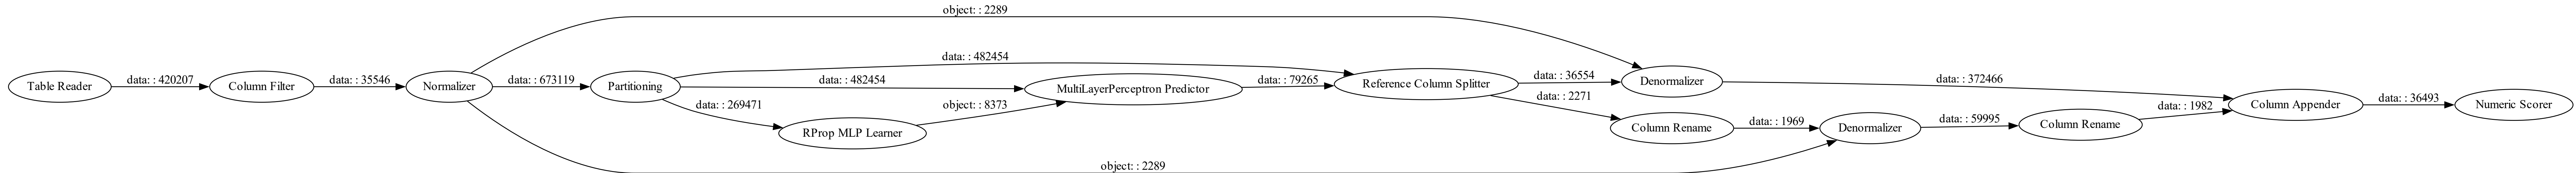 object: : 2289
data: : 482454
Table Reader
data: : 420207
Column Filter
data: : 35546
Normalizer
data: : 673119
Partitioning
data: : 482454
MultiLayerPerceptron Predictor
data: : 79265
Reference Column Splitter
data: : 36554
Denormalizer
data: : 372466
data: : 269471
object: : 8373
data: : 2271
data: : 1982
Column Appender
data: : 36493
Numeric Scorer
RProp MLP Learner
Column Rename
data: : 1969
Denormalizer
data: : 59995
Column Rename
object: : 2289